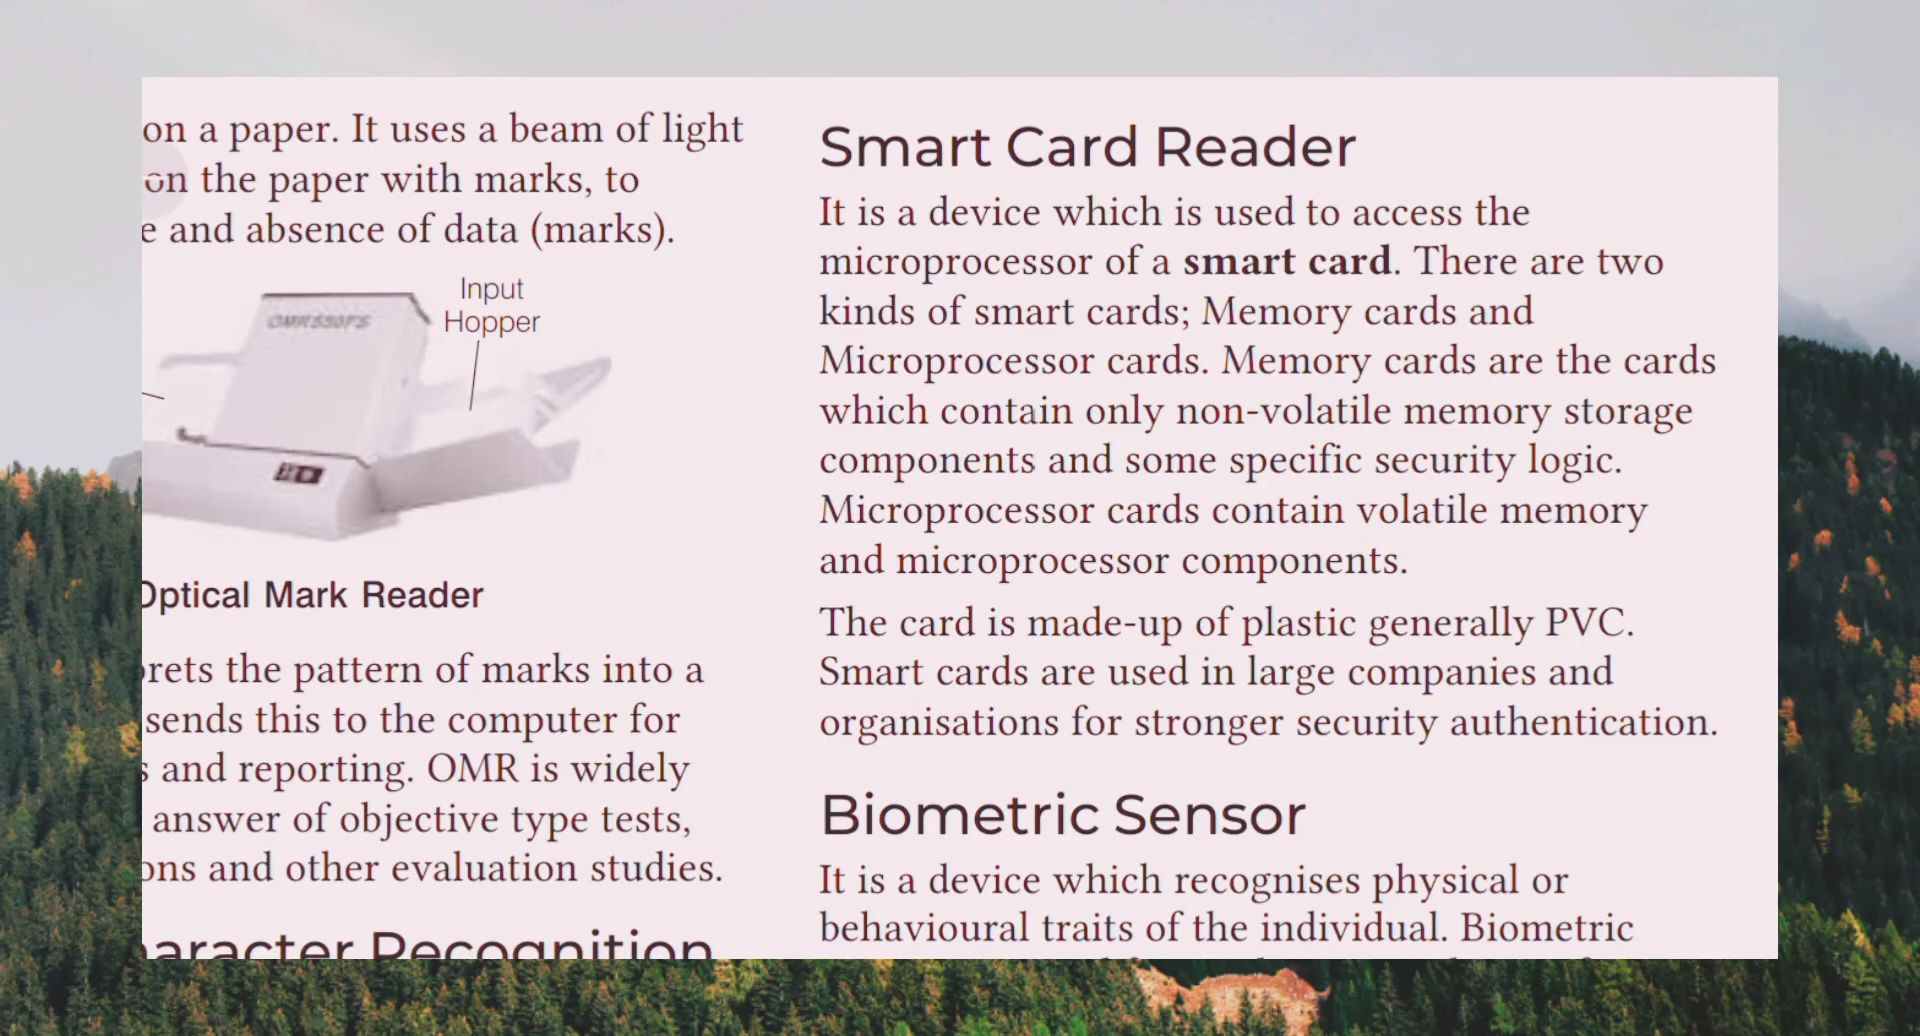 on a paper. It uses a beam of light
on the paper with marks, to
and absence of data (marks).
OMR
Input
Hopper
Optical Mark Reader
the pattern of marks into a
sends this to the computer for
and reporting. OMR is widely
answer of objective type tests,
and other evaluation studies.
Recognition
Smart Card Reader
It is a device which is used to access the
microprocessor of a smart card. There are two
kinds of smart cards; Memory cards and
Microprocessor cards. Memory cards are the cards
which contain only non-volatile memory storage
components and some specific security logic.
Microprocessor cards contain volatile memory
and microprocessor components.
The card is made-up of plastic generally PVC.
Smart cards are used in large companies and
organisations for stronger security authentication.
Biometric Sensor
It is a device which recognises physical or
behavioural traits of the individual. Biometric